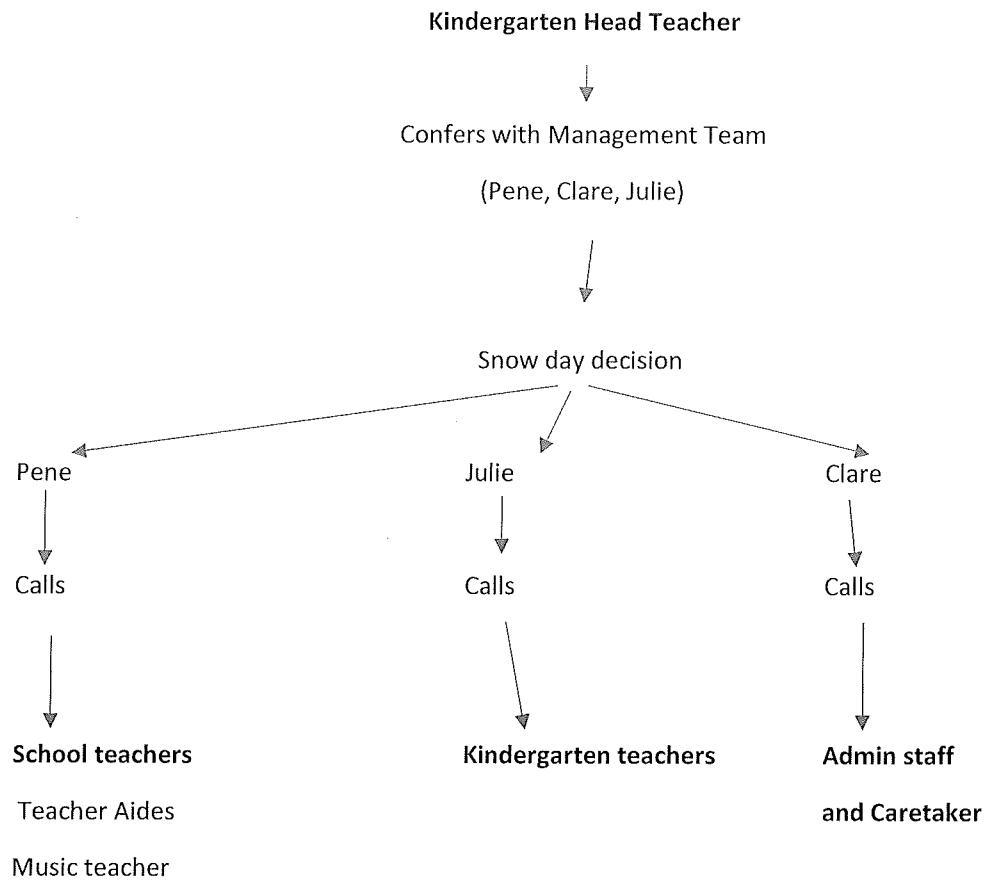 Kindergarten Head Teacher
Confers with Management Team
(Pene, Clare, Julie)
Snow day decision
Pene
Julie
Clare
Calls
Calls
Calls
School teachers
Kindergarten teachers
Admin staff
Teacher Aides
and Caretaker
Music teacher